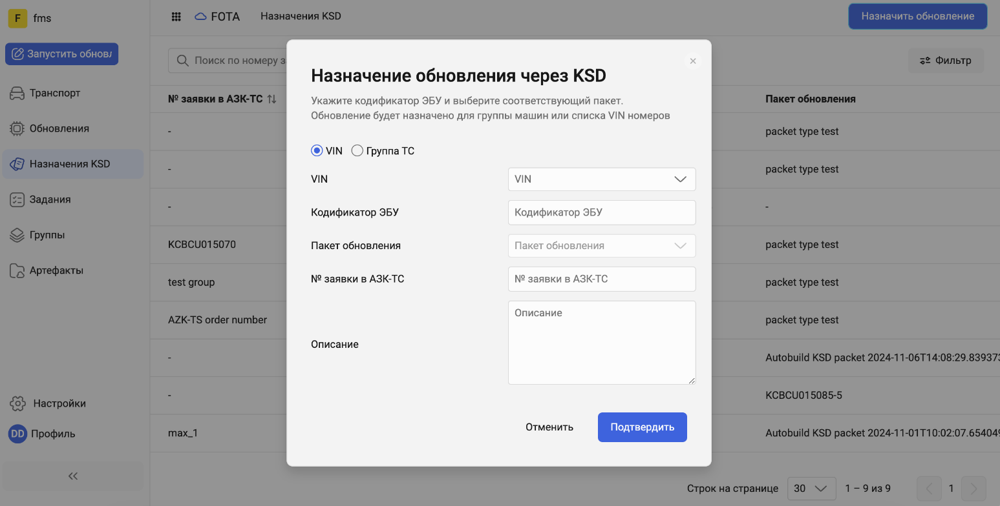 F fms
FOTA Назначения KSD Назначить обновление
Запустить обновл
Поиск по номеру з
Фильтр
Транспорт
Обновления
Назначения KSD
Задания
Группы
Артефакты
Настройки
DD Профиль
№ заявки в АЗК-ТС Пакет обновления
- packet type test
- packet type test
- -
KCBCU015070 packet type test
test group packet type test
AZK-TS order number packet type test
- Autobuild KSD packet 2024-11-06T14:08:29.839373
- KCBCU015085-5
max_1 Autobuild KSD packet 2024-11-01T10:02:07.654049
Назначение обновления через KSD
Укажите кодификатор ЭБУ и выберите соответствующий пакет.
Обновление будет назначено для группы машин или списка VIN номеров
VIN Группа ТС
VIN VIN
Кодификатор ЭБУ Кодификатор ЭБУ
Пакет обновления Пакет обновления
№ заявки в АЗК-ТС № заявки в АЗК-ТС
Описание Описание
Отменить Подтвердить
Строк на странице 30 1 – 9 из 9 1